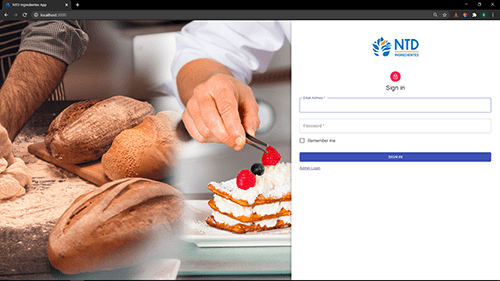 NTD Ingredientes App
localhost:3000
NTD
INGREDIENTES
Sign in
Email Address *
Password *
Remember me
SIGN IN
Admin Login